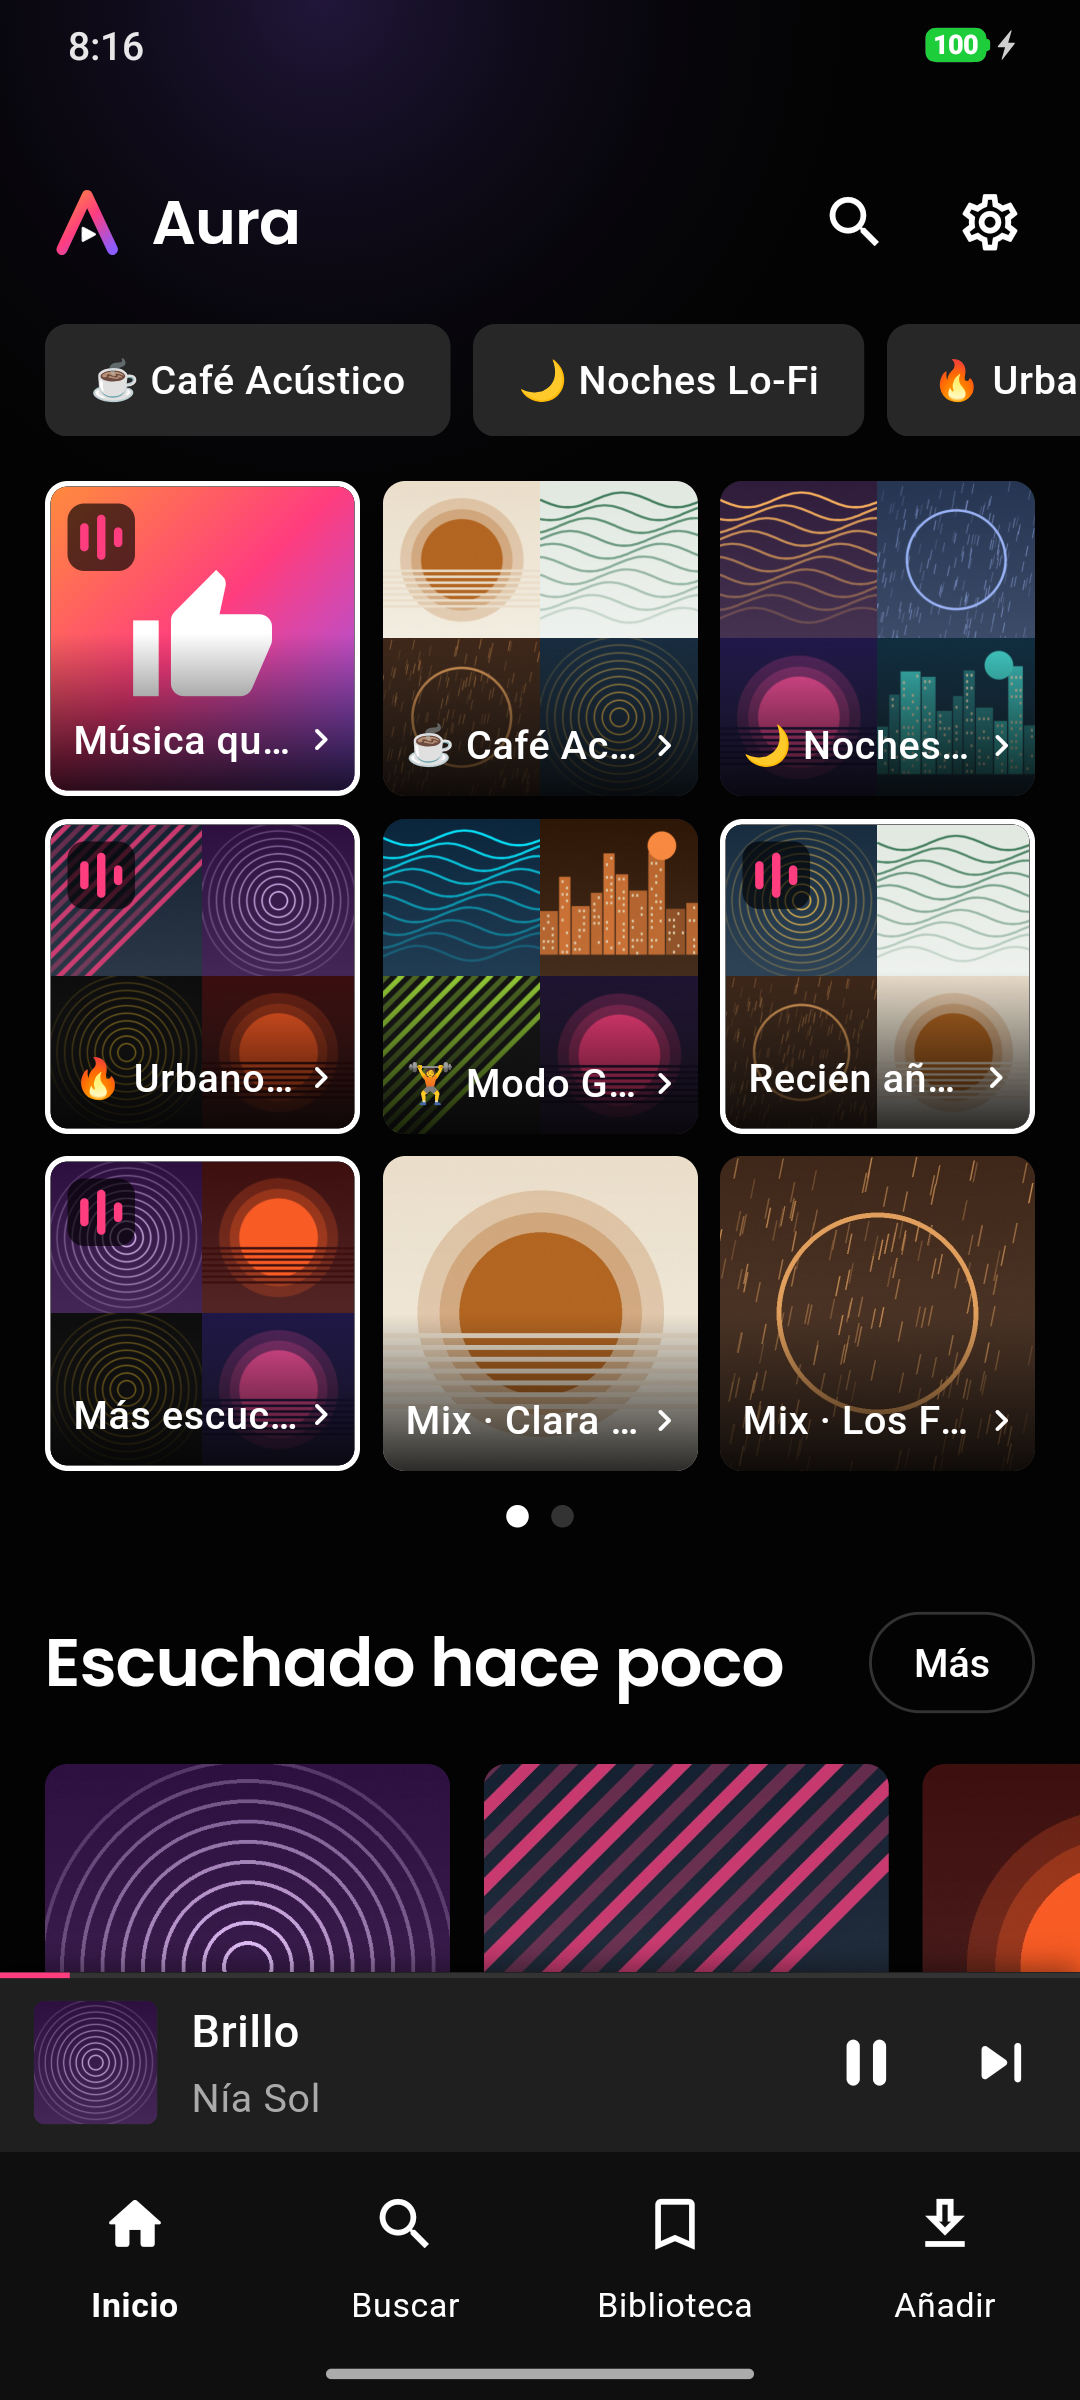 8:16
100
Aura
☕ Café Acústico
🌙 Noches Lo-Fi
🔥 Urba
Música qu...
☕ Café Ac...
🌙 Noches...
🔥 Urbano...
🏋 Modo G...
Recién añ...
Más escuc...
Mix · Clara ...
Mix · Los F...
Escuchado hace poco
Más
Brillo
Nía Sol
Inicio
Buscar
Biblioteca
Añadir